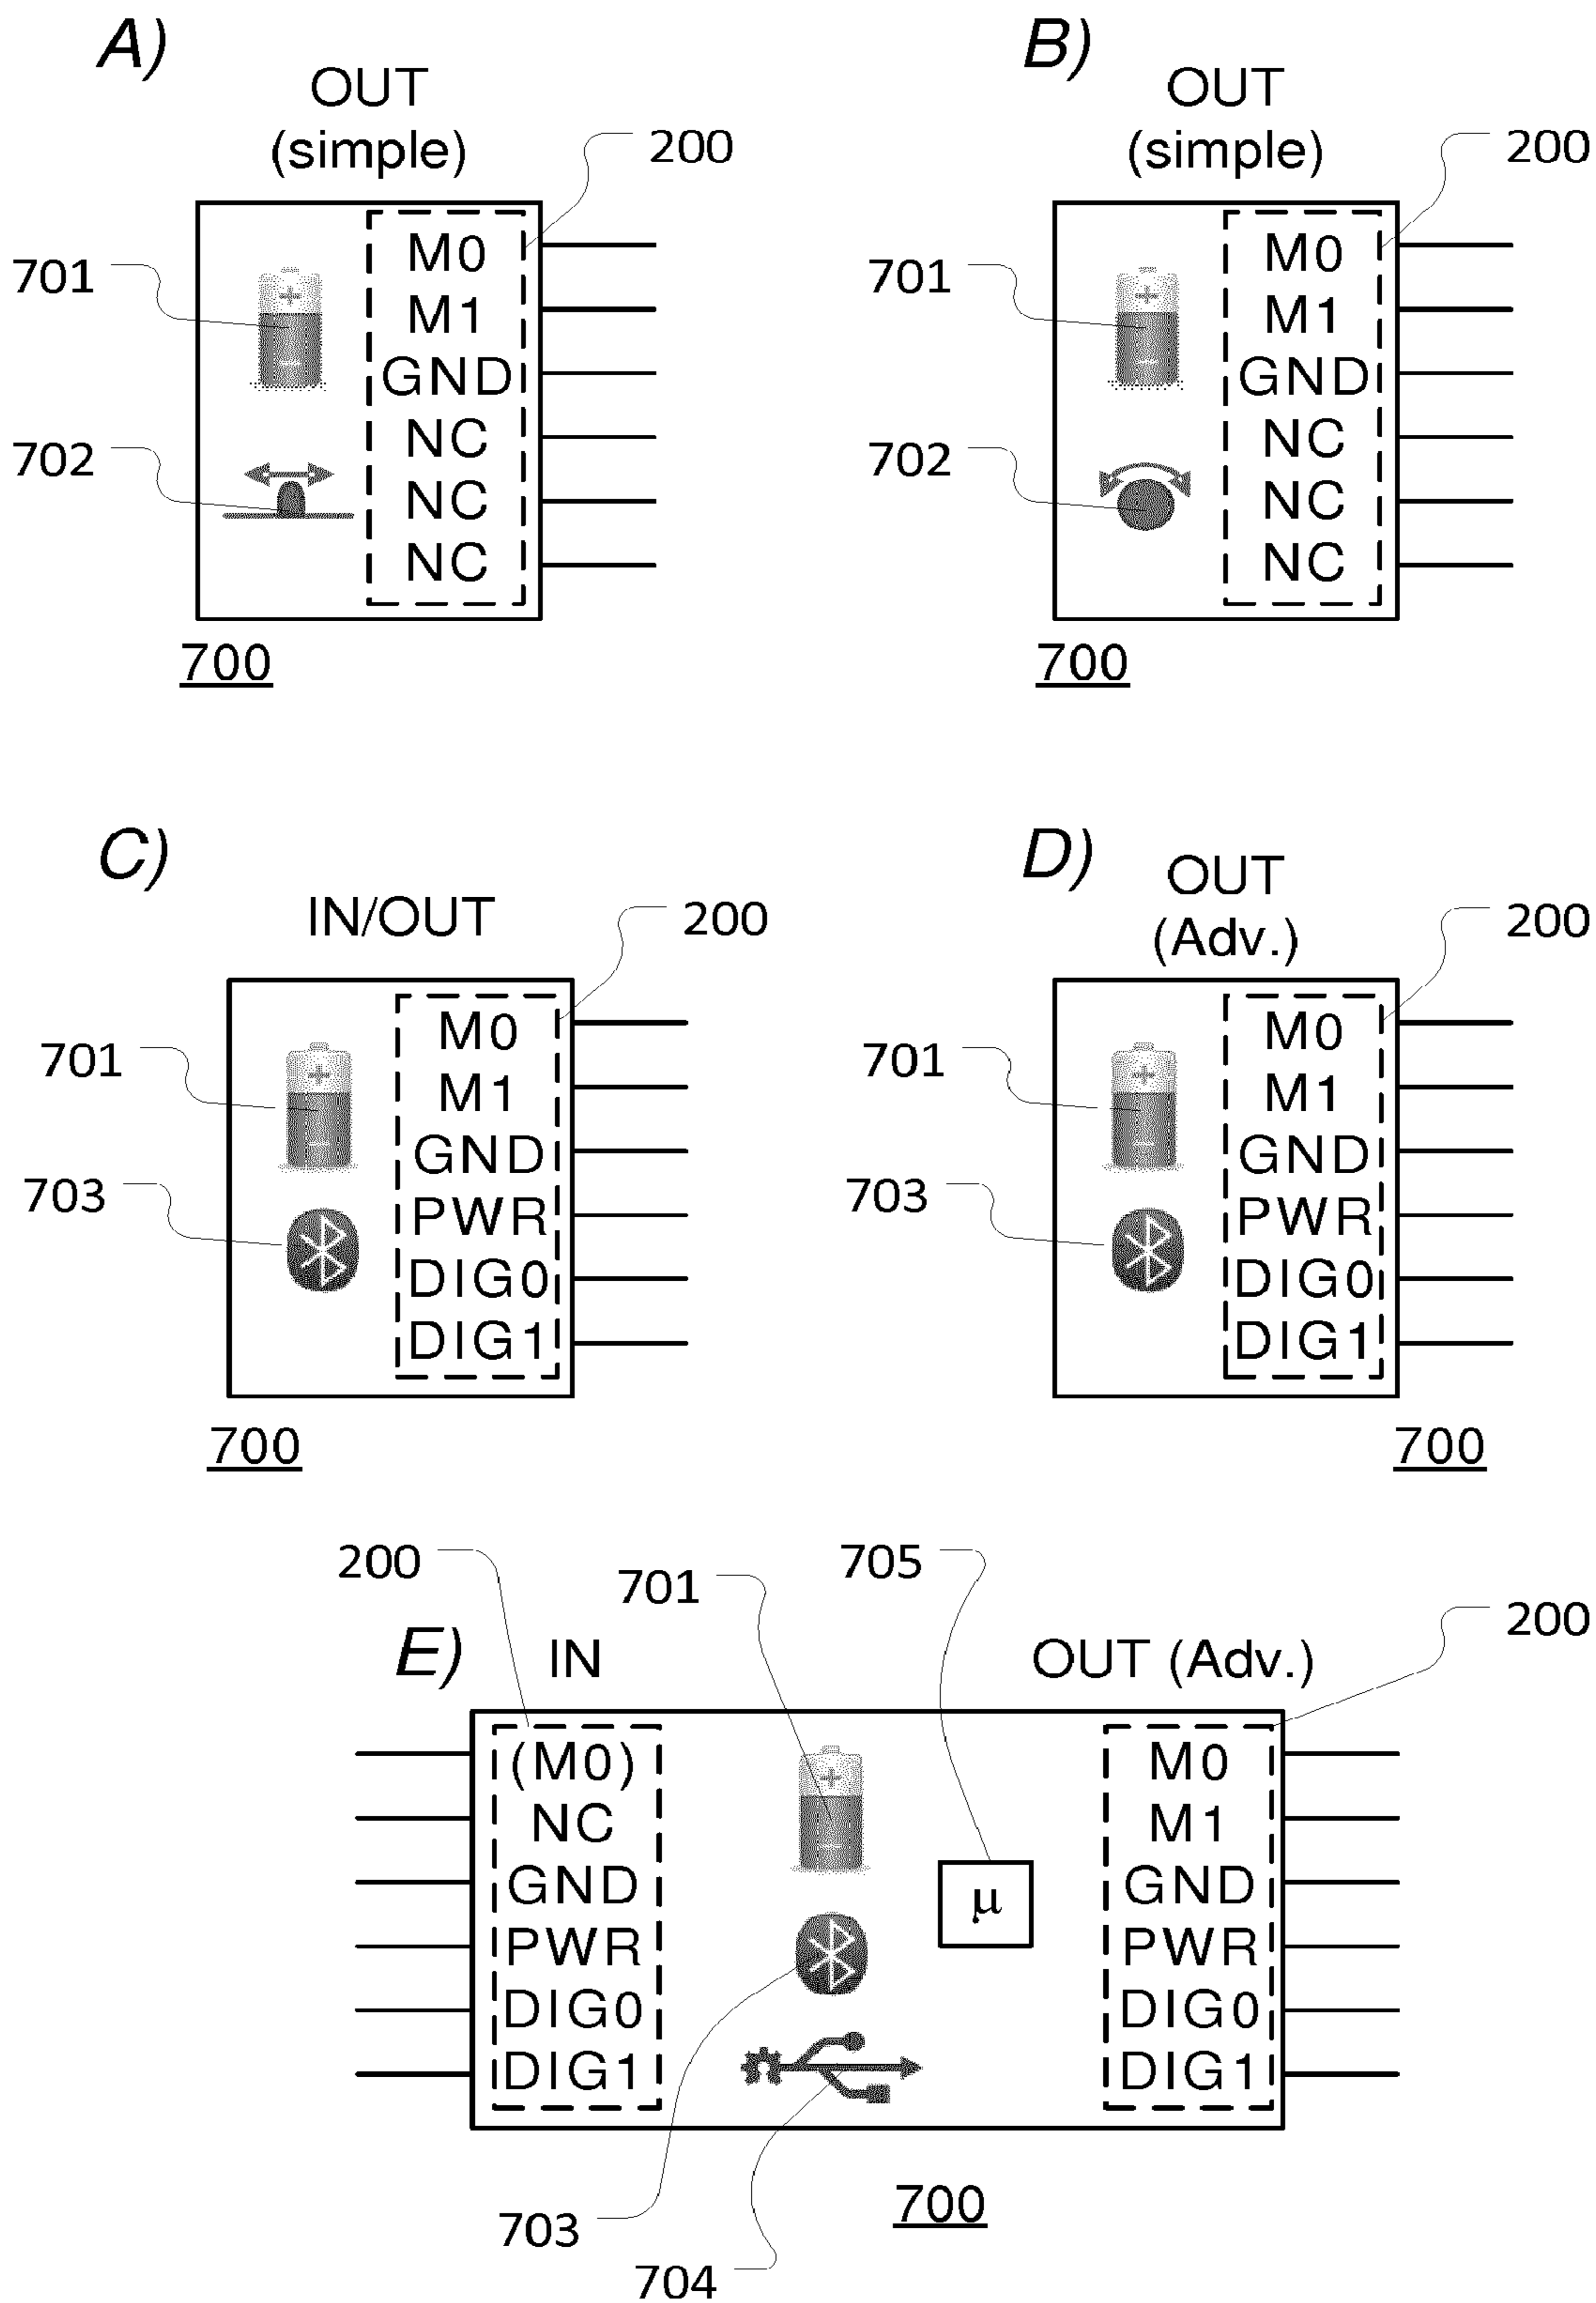 A)
OUT
(simple)
200
701
702
M0
M1
GND
NC
NC
NC
700
B)
OUT
(simple)
200
701
702
M0
M1
GND
NC
NC
NC
700
C)
IN/OUT
200
701
703
M0
M1
GND
PWR
DIG0
DIG1
700
D)
OUT
(Adv.)
200
701
703
M0
M1
GND
PWR
DIG0
DIG1
700
200
701
705
200
E)
IN
OUT (Adv.)
(M0)
NC
GND
PWR
DIG0
DIG1
+
μ
M0
M1
GND
PWR
DIG0
DIG1
703
704
700